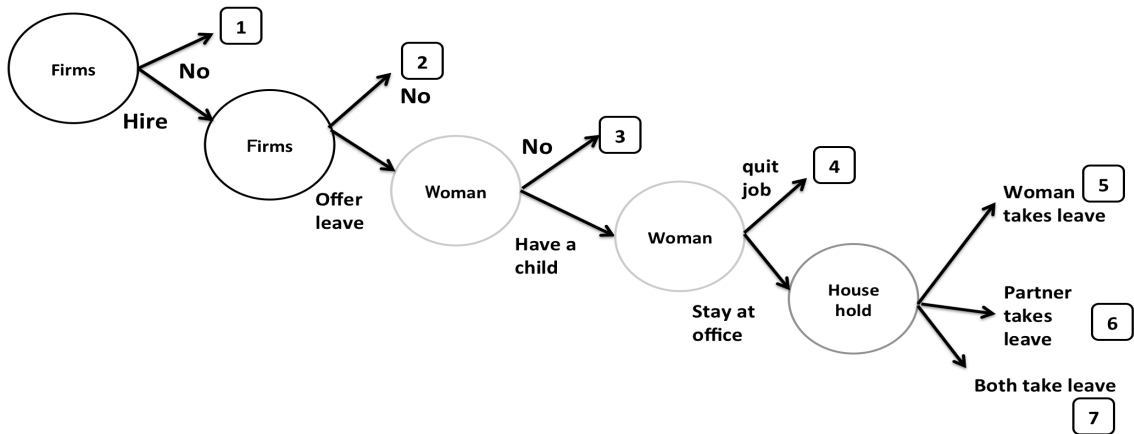 Firms
1
No
Hire
Firms
2
No
Offer
leave
Woman
No
3
Have a
child
Woman
quit
job
4
Stay at
office
House
hold
Woman
takes leave
5
Partner
takes
leave
6
Both take leave
7